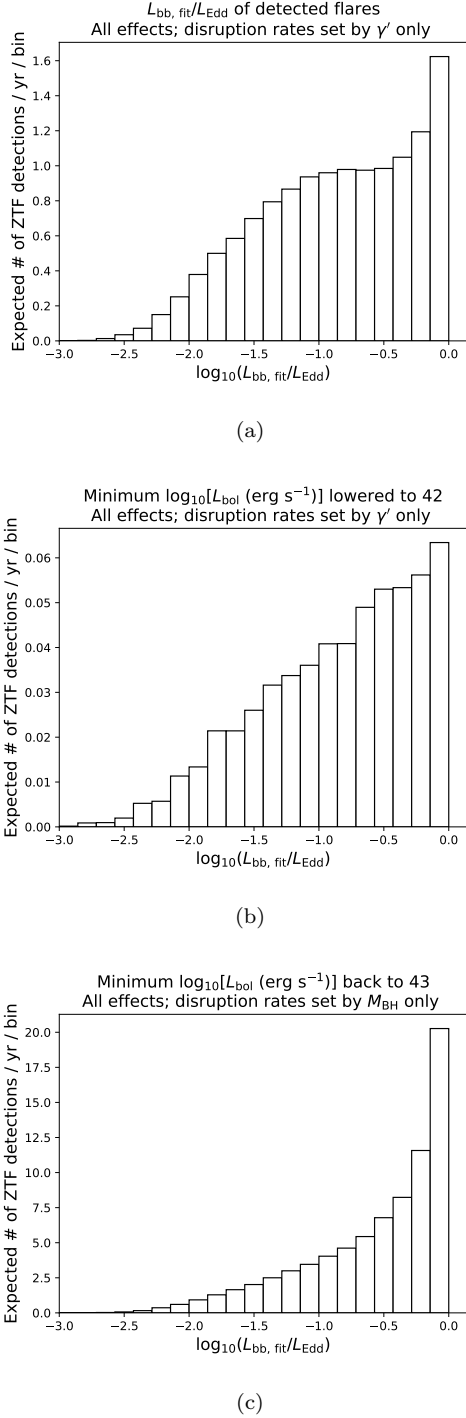 L_bb, fit/L_Edd of detected flares
All effects; disruption rates set by γ′ only
Expected # of ZTF detections / yr / bin
1.6
1.4
1.2
1.0
0.8
0.6
0.4
0.2
0.0
−3.0 −2.5 −2.0 −1.5 −1.0 −0.5 0.0
log₁₀(L_bb, fit/L_Edd)
(a)
Minimum log₁₀[L_bol (erg s⁻¹)] lowered to 42
All effects; disruption rates set by γ′ only
Expected # of ZTF detections / yr / bin
0.06
0.05
0.04
0.03
0.02
0.01
0.00
−3.0 −2.5 −2.0 −1.5 −1.0 −0.5 0.0
log₁₀(L_bb, fit/L_Edd)
(b)
Minimum log₁₀[L_bol (erg s⁻¹)] back to 43
All effects; disruption rates set by M_BH only
Expected # of ZTF detections / yr / bin
20.0
17.5
15.0
12.5
10.0
7.5
5.0
2.5
0.0
−3.0 −2.5 −2.0 −1.5 −1.0 −0.5 0.0
log₁₀(L_bb, fit/L_Edd)
(c)